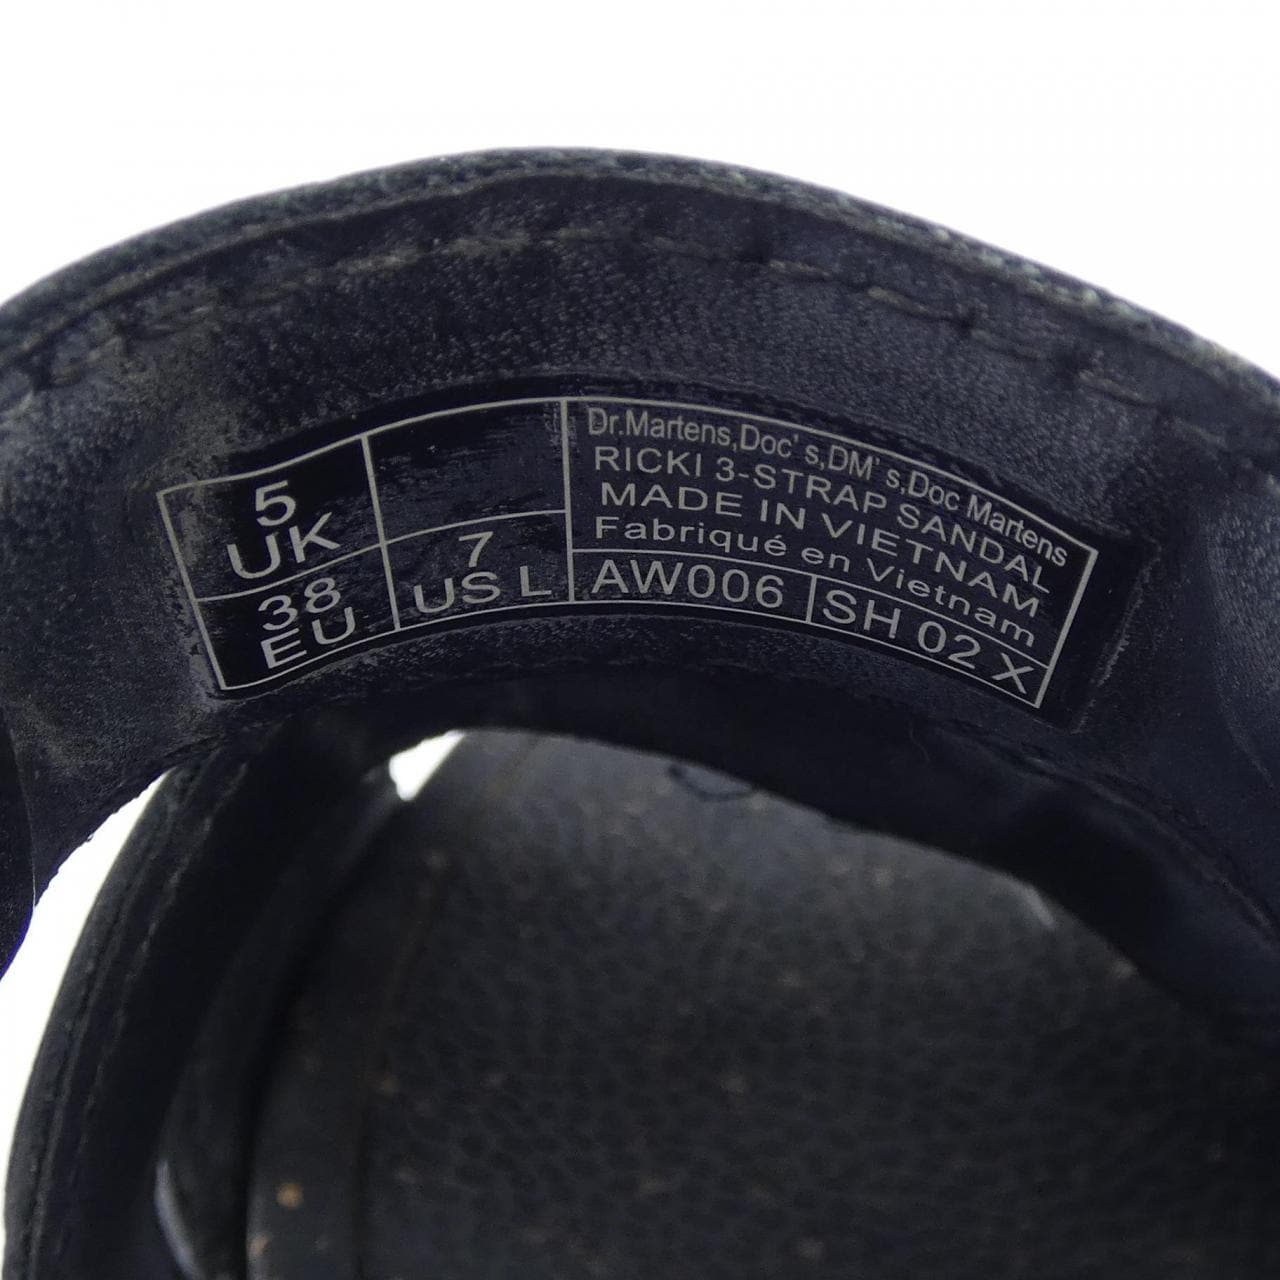 5
UK
38
EU
7
US L
Dr.Martens,Doc's,DM's,Doc Martens
RICKI 3-STRAP SANDAL
MADE IN VIETNAM
Fabriqué en Vietnam
AW006
SH 02 X